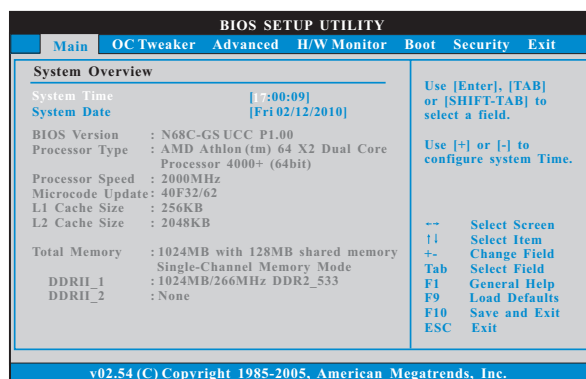 BIOS SETUP UTILITY
Main OC Tweaker Advanced H/W Monitor Boot Security Exit
System Overview
System Time [17:00:09]
System Date [Fri 02/12/2010]
BIOS Version : N68C-GS UCC P1.00
Processor Type : AMD Athlon (tm) 64 X2 Dual Core
Processor 4000+ (64bit)
Processor Speed : 2000MHz
Microcode Update : 40F32/62
L1 Cache Size : 256KB
L2 Cache Size : 2048KB
Total Memory : 1024MB with 128MB shared memory
Single-Channel Memory Mode
DDRII_1 : 1024MB/266MHz DDR2_533
DDRII_2 : None
Use [Enter], [TAB]
or [SHIFT-TAB] to
select a field.
Use [+] or [-] to
configure system Time.
←→ Select Screen
↑↓ Select Item
+- Change Field
Tab Select Field
F1 General Help
F9 Load Defaults
F10 Save and Exit
ESC Exit
v02.54 (C) Copyright 1985-2005, American Megatrends, Inc.